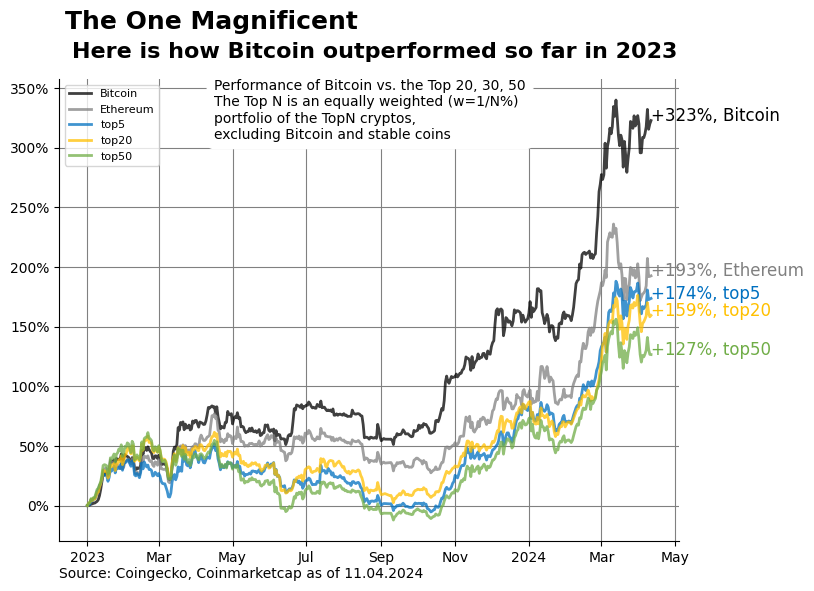 The One Magnificent
Here is how Bitcoin outperformed so far in 2023
350%
300%
250%
200%
150%
100%
50%
0%
Bitcoin
Ethereum
top5
top20
top50
Performance of Bitcoin vs. the Top 20, 30, 50
The Top N is an equally weighted (w=1/N%)
portfolio of the TopN cryptos,
excluding Bitcoin and stable coins
+323%, Bitcoin
+193%, Ethereum
+174%, top5
+159%, top20
+127%, top50
2023 Mar May Jul Sep Nov 2024 Mar May
Source: Coingecko, Coinmarketcap as of 11.04.2024